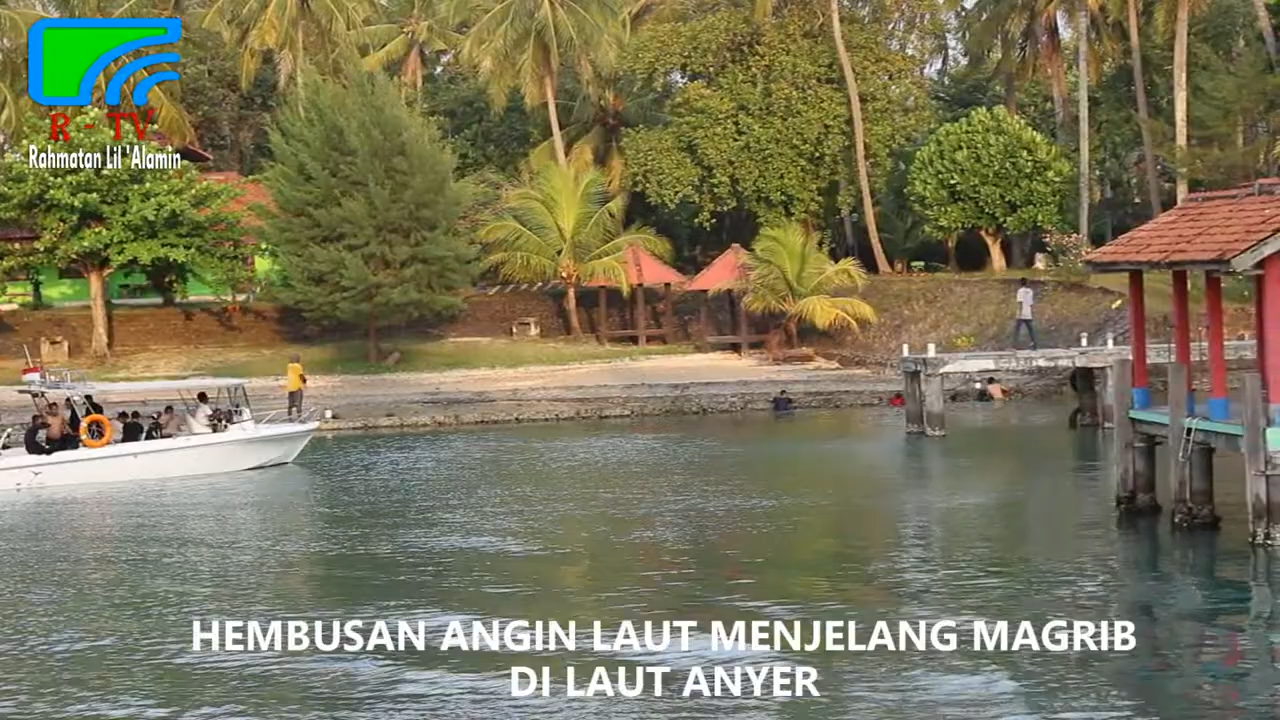 R - TV
Rahmatan Lil 'Alamin
HEMBUSAN ANGIN LAUT MENJELANG MAGRIB
DI LAUT ANYER